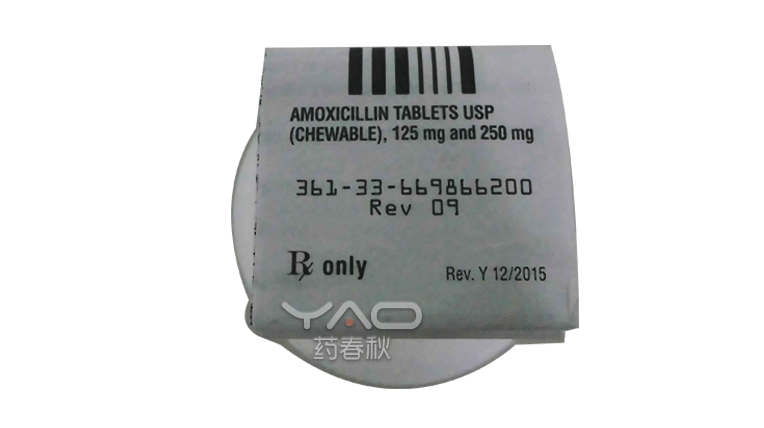 AMOXICILLIN TABLETS USP
(CHEWABLE), 125 mg and 250 mg
361-33-669866200
Rev 09
Rx only
Rev. Y 12/2015
YAO
药春秋